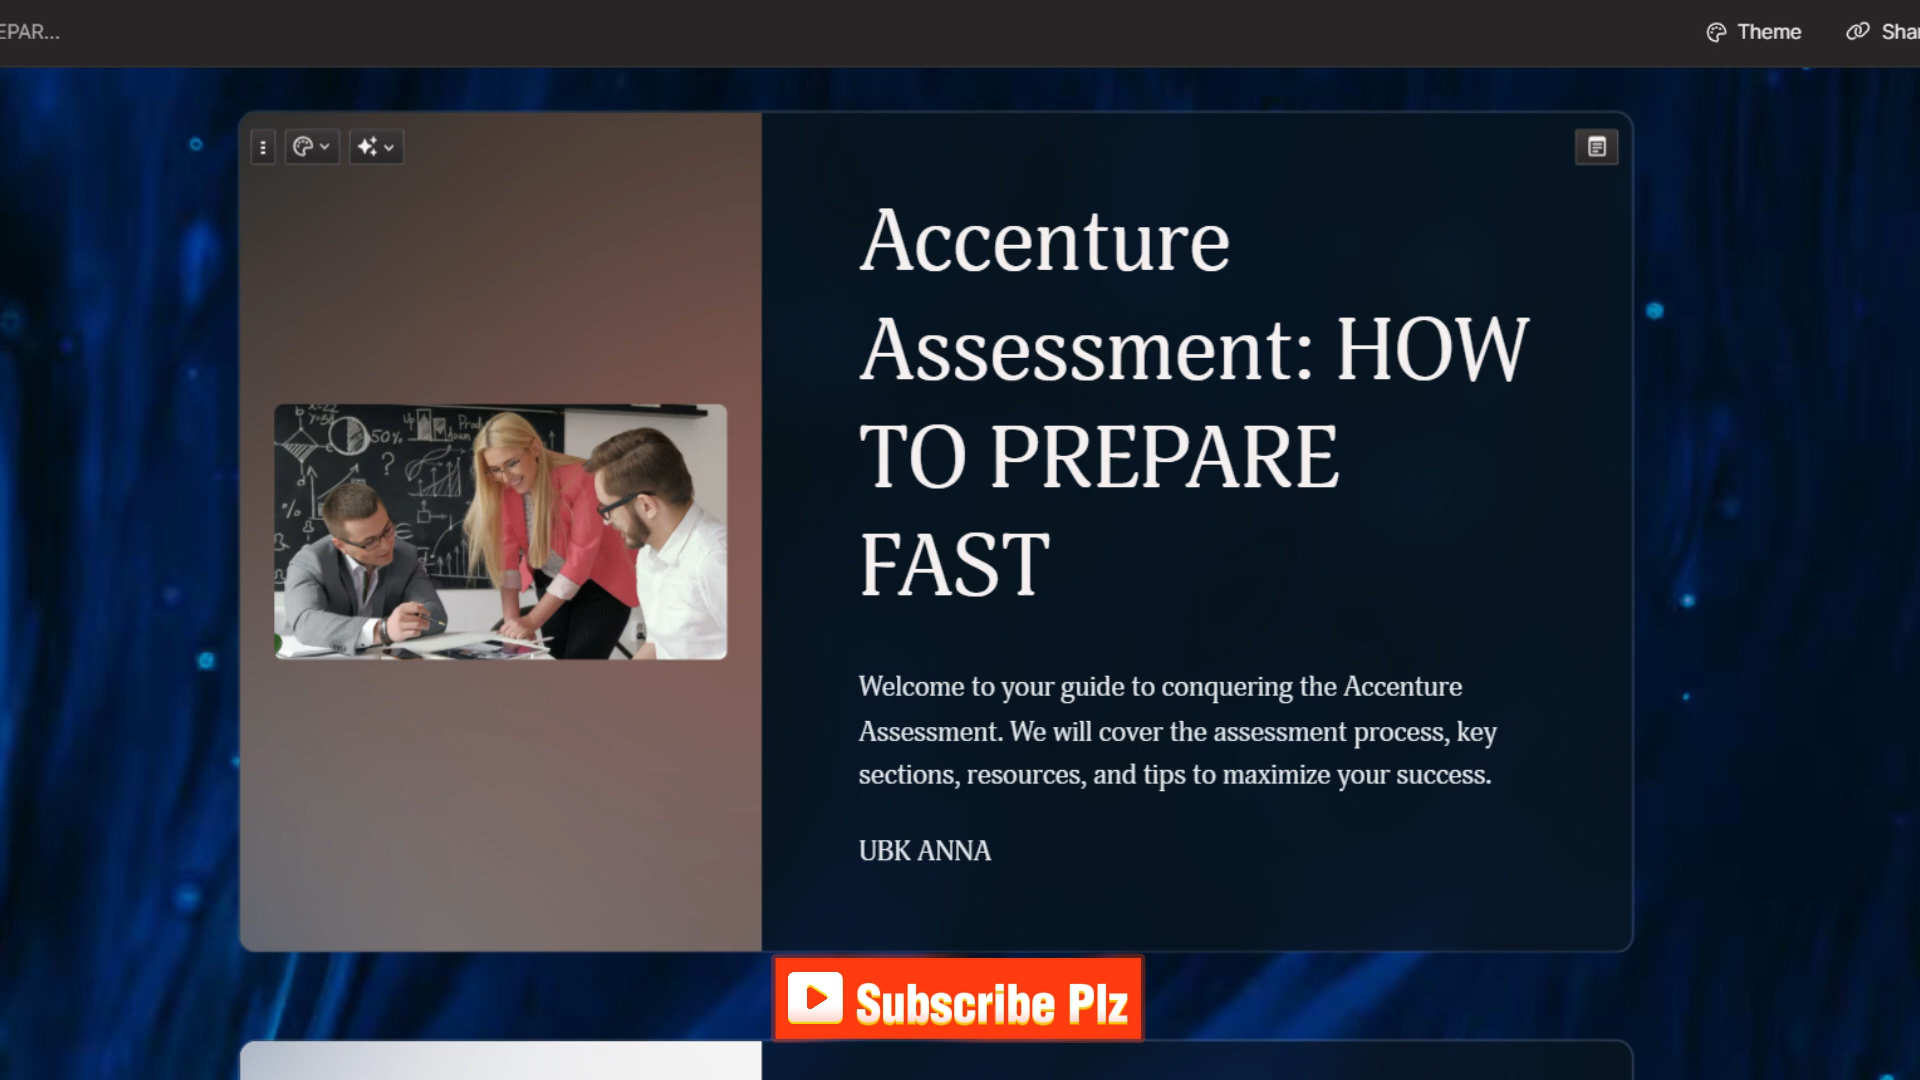 EPAR...
Theme
Accenture
Assessment: HOW
TO PREPARE
FAST
Welcome to your guide to conquering the Accenture
Assessment. We will cover the assessment process, key
sections, resources, and tips to maximize your success.
UBK ANNA
50%
?
%
Subscribe Plz